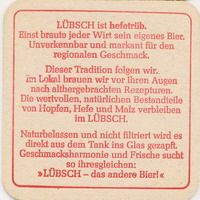 LÜBSCH ist hefetrüb.
Einst braute jeder Wirt sein eigenes Bier.
Unverkennbar und markant für den
regionalen Geschmack.
Dieser Tradition folgen wir.
Im Lokal brauen wir vor Ihren Augen
nach althergebrachten Rezepturen.
Die wertvollen, natürlichen Bestandteile
von Hopfen, Hefe und Malz verbleiben
im LÜBSCH.
Naturbelassen und nicht filtriert wird es
direkt aus dem Tank ins Glas gezapft.
Geschmacksharmonie und Frische sucht
so ihresgleichen:
»LÜBSCH – das andere Bier!«